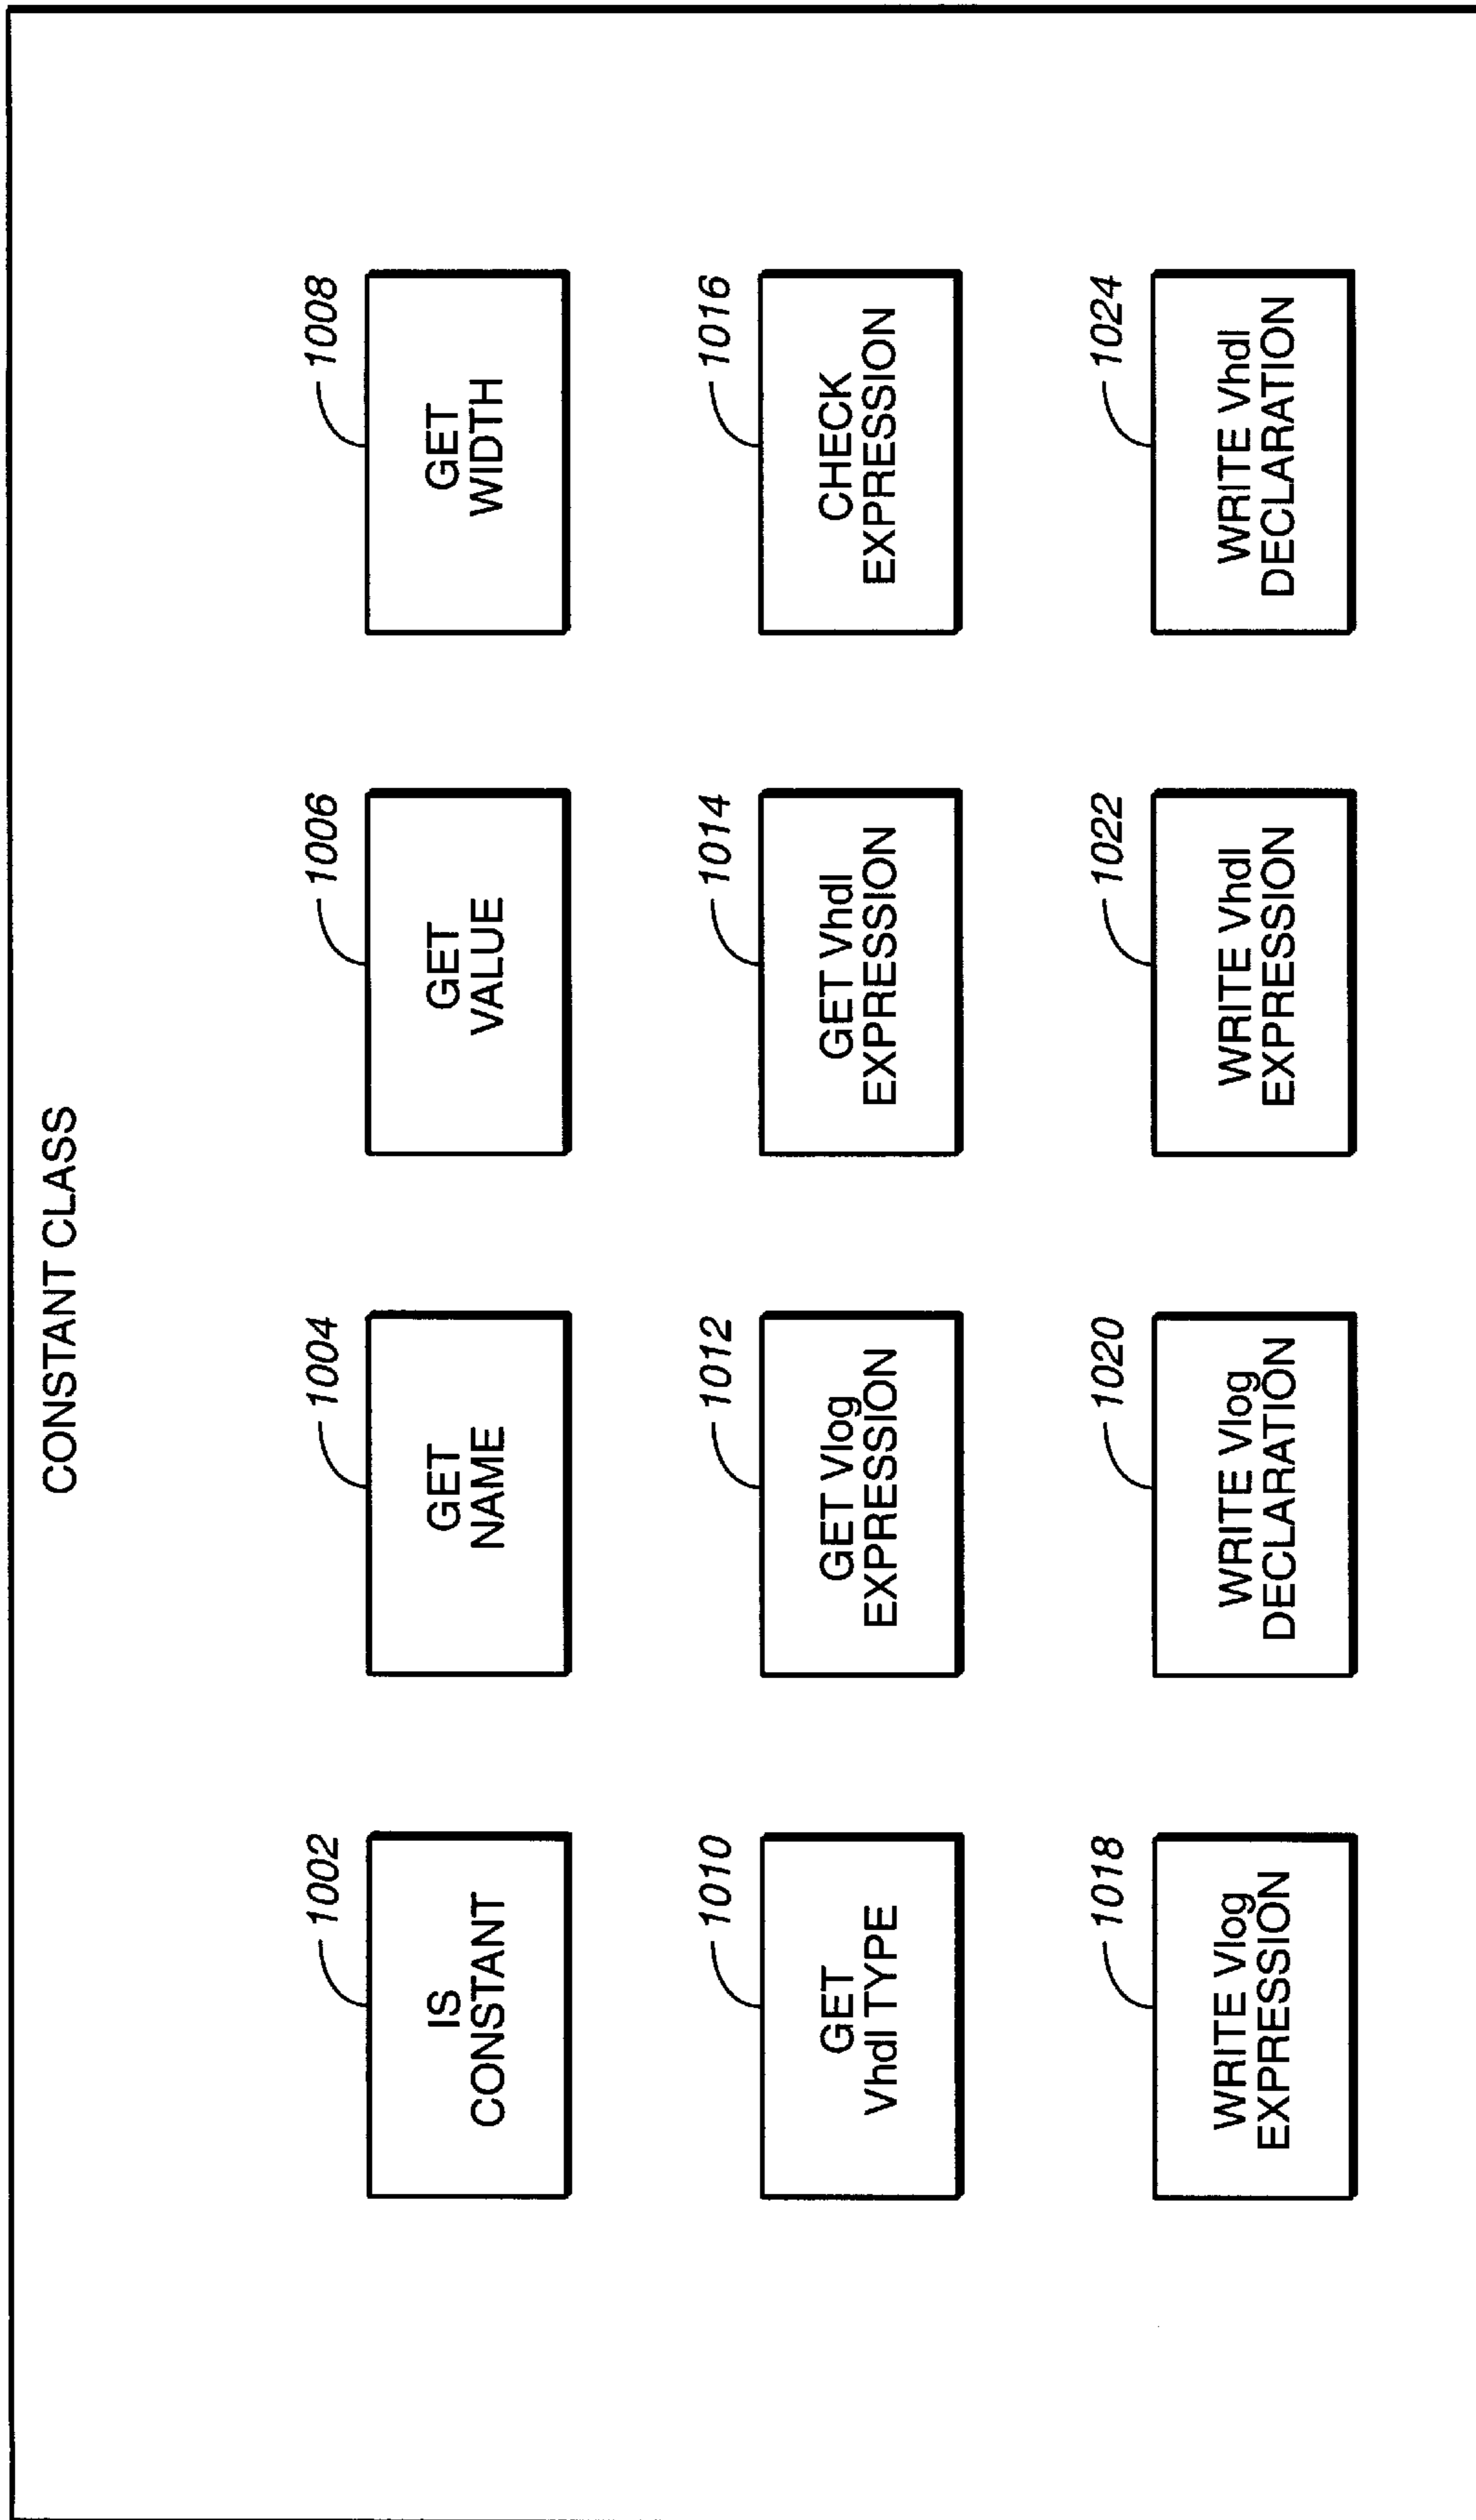 CONSTANT CLASS
1002
IS
CONSTANT
1004
GET
NAME
1006
GET
VALUE
1008
GET
WIDTH
1010
GET
Vhdl TYPE
1012
GET Vlog
EXPRESSION
1014
GET Vhdl
EXPRESSION
1016
CHECK
EXPRESSION
1018
WRITE Vlog
EXPRESSION
1020
WRITE Vlog
DECLARATION
1022
WRITE Vhdl
EXPRESSION
1024
WRITE Vhdl
DECLARATION